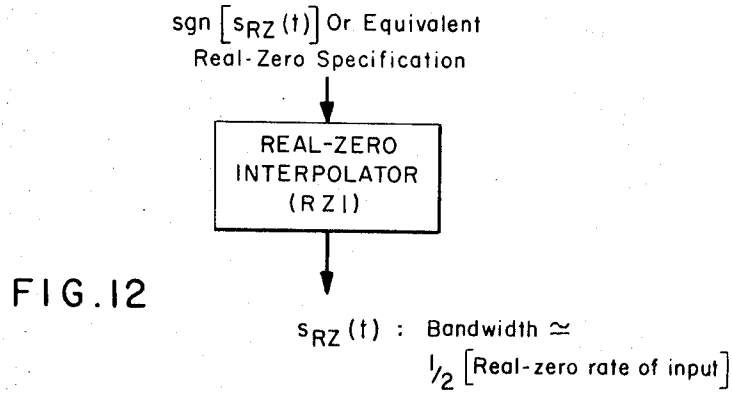 sgn [s_RZ (t)] Or Equivalent
Real-Zero Specification
REAL-ZERO
INTERPOLATOR
(RZI)
FIG.12
s_RZ (t) : Bandwidth ≃
1/2 [Real-zero rate of input]